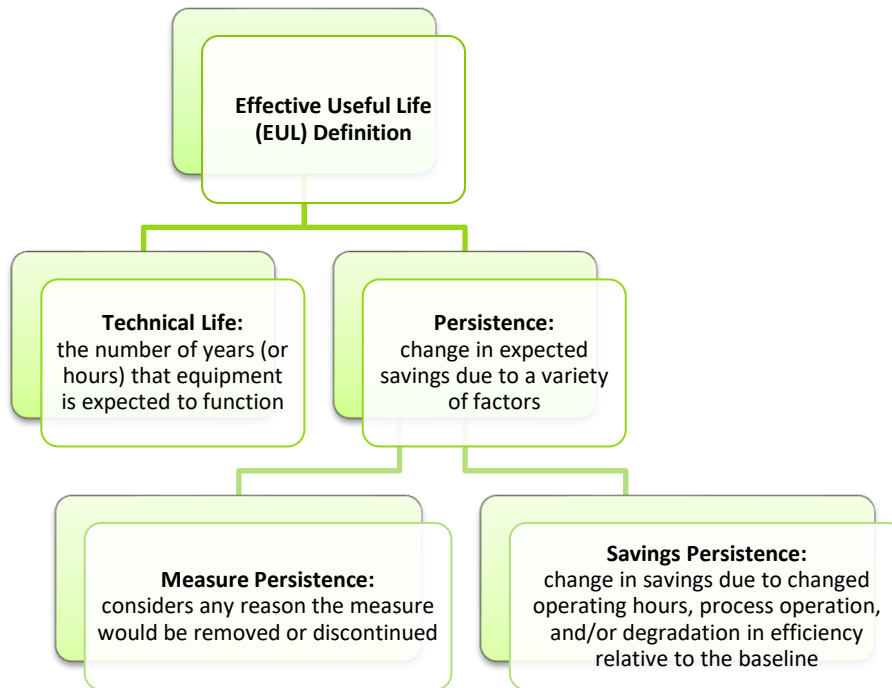 Effective Useful Life
(EUL) Definition
Technical Life:
the number of years (or
hours) that equipment
is expected to function
Persistence:
change in expected
savings due to a variety
of factors
Measure Persistence:
considers any reason the measure
would be removed or discontinued
Savings Persistence:
change in savings due to changed
operating hours, process operation,
and/or degradation in efficiency
relative to the baseline